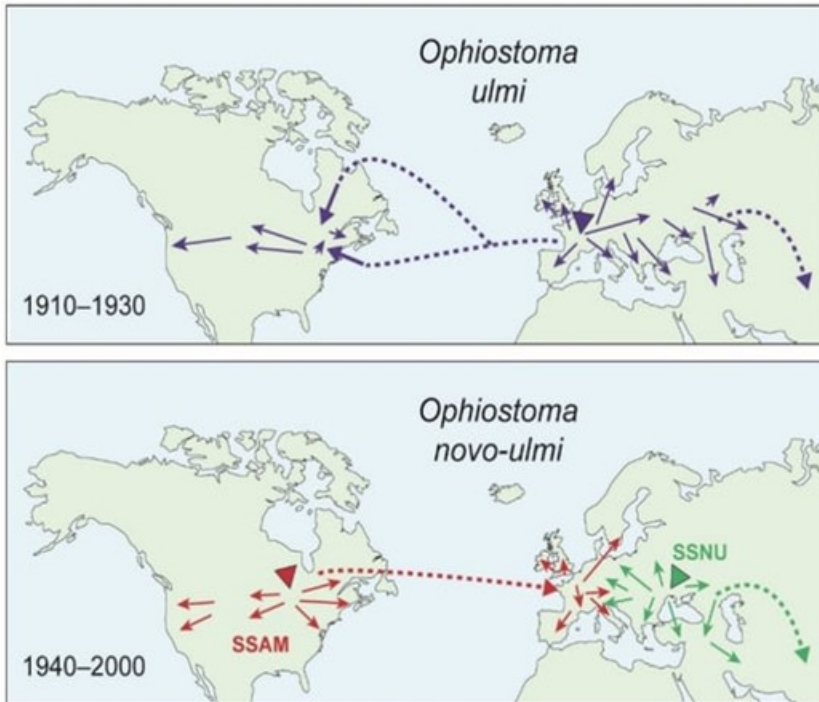 Ophiostoma
ulmi
1910–1930
Ophiostoma
novo-ulmi
SSNU
SSAM
1940–2000